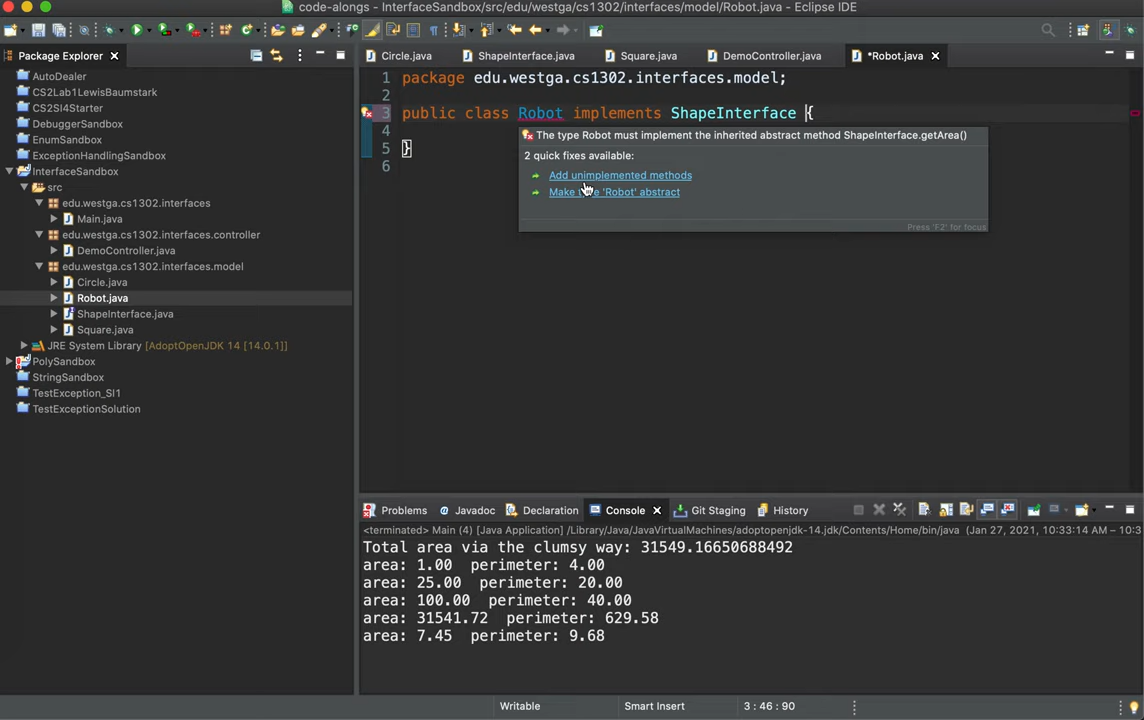 code-alongs - InterfaceSandbox/src/edu/westga/cs1302/interfaces/model/Robot.java - Eclipse IDE
Package Explorer
Circle.java
ShapeInterface.java
Square.java
DemoController.java
*Robot.java
AutoDealer
CS2Lab1LewisBaumstark
CS2SI4Starter
DebuggerSandbox
EnumSandbox
ExceptionHandlingSandbox
InterfaceSandbox
src
edu.westga.cs1302.interfaces
Main.java
edu.westga.cs1302.interfaces.controller
DemoController.java
edu.westga.cs1302.interfaces.model
Circle.java
Robot.java
ShapeInterface.java
Square.java
JRE System Library [AdoptOpenJDK 14 [14.0.1]]
PolySandbox
StringSandbox
TestException_SI1
TestExceptionSolution
1 package edu.westga.cs1302.interfaces.model;
2
3 public class Robot implements ShapeInterface {
4
5 }
6
The type Robot must implement the inherited abstract method ShapeInterface.getArea()
2 quick fixes available:
Add unimplemented methods
Make 'Robot' abstract
Press 'F2' for focus
Problems @ Javadoc Declaration Console Git Staging History
<terminated> Main (4) [Java Application] /Library/Java/JavaVirtualMachines/adoptopenjdk-14.jdk/Contents/Home/bin/java (Jan 27, 2021, 10:33:14 AM – 10:3
Total area via the clumsy way: 31549.16650688492
area: 1.00 perimeter: 4.00
area: 25.00 perimeter: 20.00
area: 100.00 perimeter: 40.00
area: 31541.72 perimeter: 629.58
area: 7.45 perimeter: 9.68
Writable
Smart Insert
3 : 46 : 90